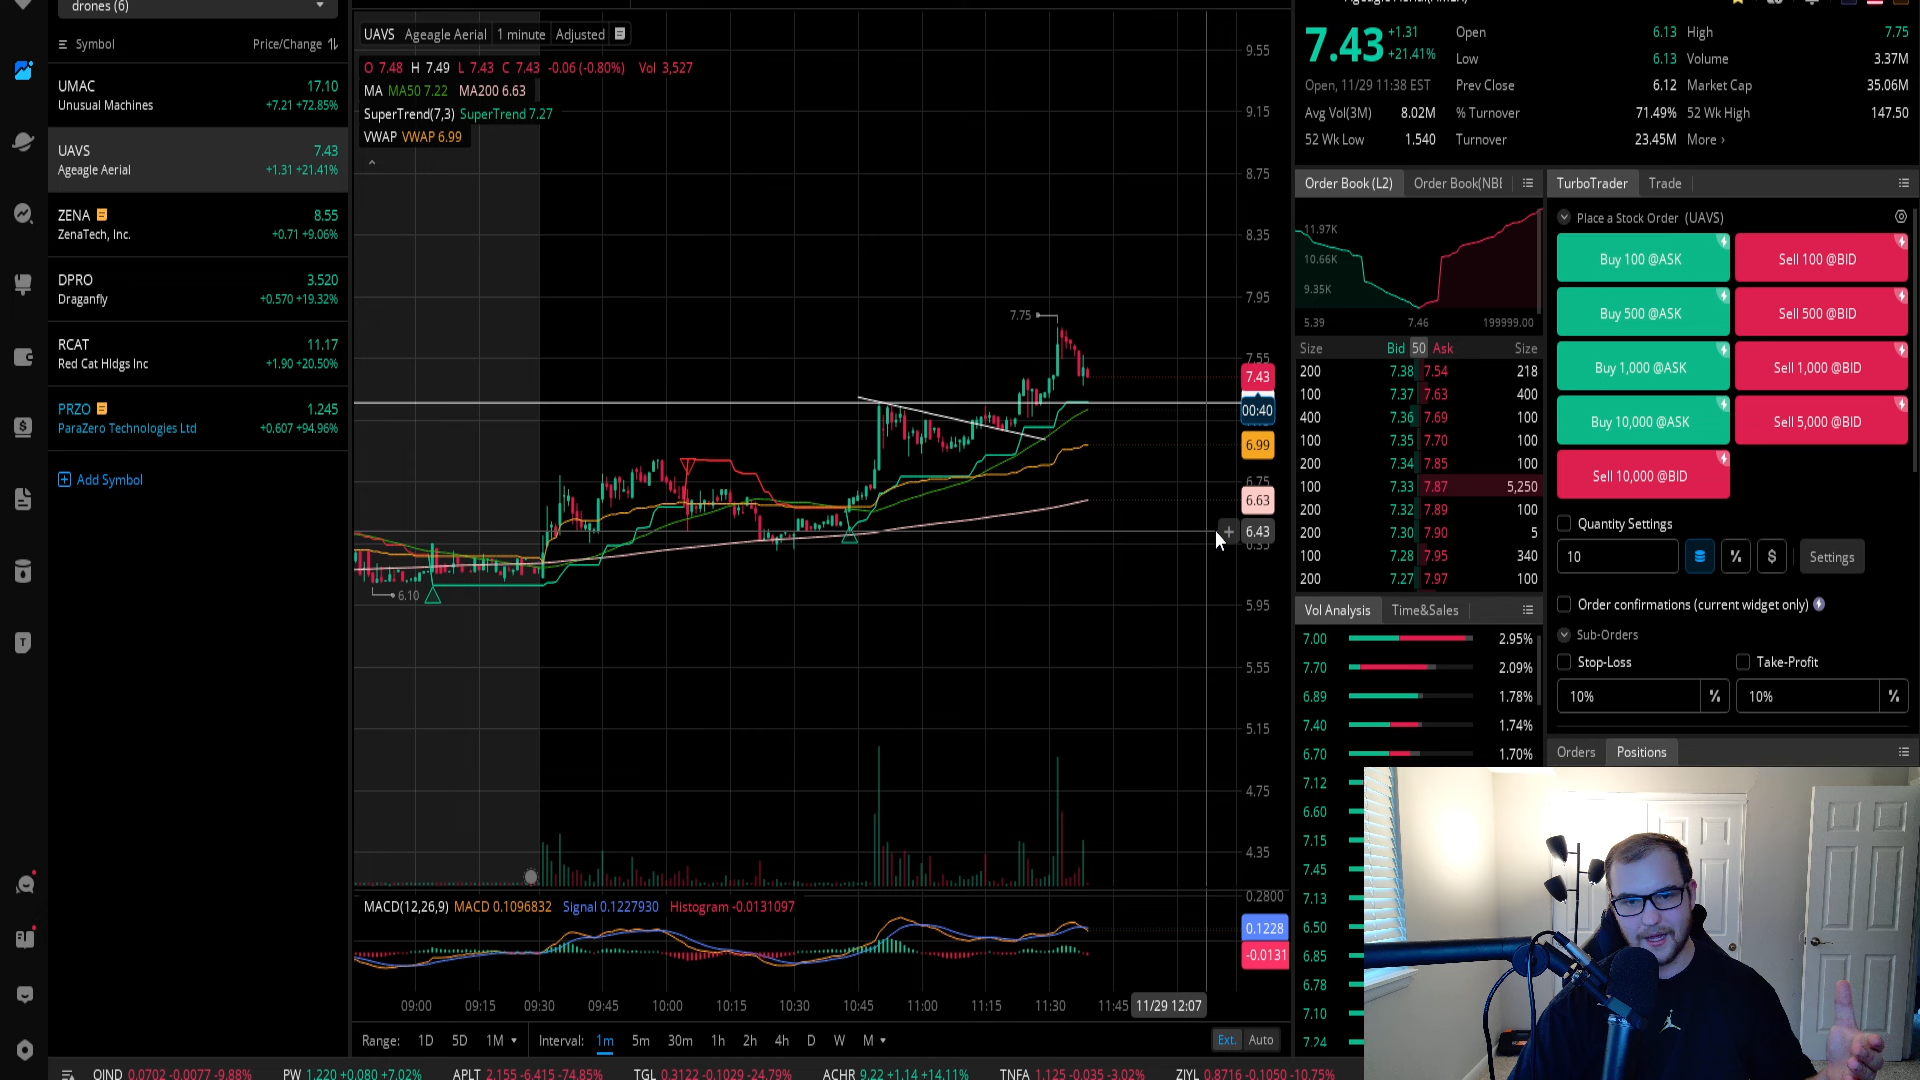 drones (6)
Symbol Price/Change
UMAC 17.10
Unusual Machines +7.21 +72.85%
UAVS 7.43
Ageagle Aerial +1.31 +21.41%
ZENA 8.55
ZenaTech, Inc. +0.71 +9.06%
DPRO 3.520
Draganfly +0.570 +19.32%
RCAT 11.17
Red Cat Hldgs Inc +1.90 +20.50%
PRZO 1.245
ParaZero Technologies Ltd +0.607 +94.96%
Add Symbol
UAVS Ageagle Aerial 1 minute Adjusted
O 7.48 H 7.49 L 7.43 C 7.43 -0.06 (-0.80%) Vol 3,527
MA MA50 7.22 MA200 6.63
SuperTrend(7,3) SuperTrend 7.27
VWAP VWAP 6.99
7.75
6.10
9.55
9.15
8.75
8.35
7.95
7.55
7.43
00:40
6.99
6.75
6.63
6.43
5.95
5.55
5.15
4.75
4.35
MACD(12,26,9) MACD 0.1096832 Signal 0.1227930 Histogram -0.0131097
0.2800
0.1228
-0.0131
09:00 09:15 09:30 09:45 10:00 10:15 10:30 10:45 11:00 11:15 11:30 11:45 11/29 12:07
Range: 1D 5D 1M Interval: 1m 5m 30m 1h 2h 4h D W M Ext. Auto
QIND 0.0702 -0.0077 -9.88% PW 1.220 +0.080 +7.02% APLT 2.155 -6.415 -74.85% TGL 0.3122 -0.1029 -24.79% ACHR 9.22 +1.14 +14.11% TNFA 1.125 -0.035 -3.02% ZIYL 0.8716 -0.1050 -10.75%
7.43 +1.31
+21.41%
Open, 11/29 11:38 EST
Open 6.13 High 7.75
Low 6.13 Volume 3.37M
Prev Close 6.12 Market Cap 35.06M
Avg Vol(3M) 8.02M % Turnover 71.49% 52 Wk High 147.50
52 Wk Low 1.540 Turnover 23.45M More
Order Book (L2) Order Book(NB
11.97K
10.66K
9.35K
5.39 7.46 199999.00
Size Bid 50 Ask Size
200 7.38 7.54 218
100 7.37 7.63 400
400 7.36 7.69 100
100 7.35 7.70 100
200 7.34 7.85 100
100 7.33 7.87 5,250
200 7.32 7.89 100
200 7.30 7.90 5
100 7.28 7.95 340
200 7.27 7.97 100
Vol Analysis Time&Sales
7.00 2.95%
7.70 2.09%
6.89 1.78%
7.40 1.74%
6.70 1.70%
7.12
6.60
7.15
7.45
7.13
6.50
6.85
6.78
7.10
7.24
TurboTrader Trade
Place a Stock Order (UAVS)
Buy 100 @ASK Sell 100 @BID
Buy 500 @ASK Sell 500 @BID
Buy 1,000 @ASK Sell 1,000 @BID
Buy 10,000 @ASK Sell 5,000 @BID
Sell 10,000 @BID
Quantity Settings
10 % $ Settings
Order confirmations (current widget only)
Sub-Orders
Stop-Loss Take-Profit
10% % 10% %
Orders Positions